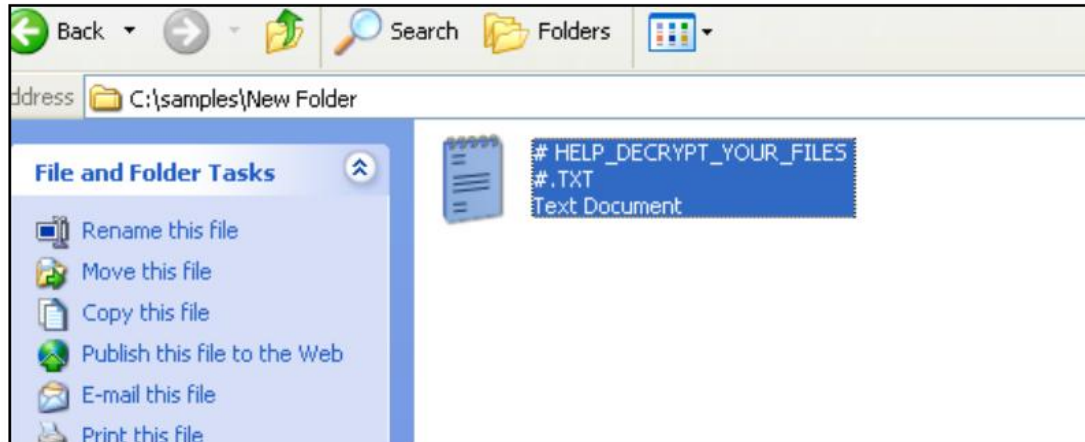 Back Search Folders
ddress C:\samples\New Folder
File and Folder Tasks
Rename this file
Move this file
Copy this file
Publish this file to the Web
E-mail this file
Print this file
# HELP_DECRYPT_YOUR_FILES
#.TXT
Text Document